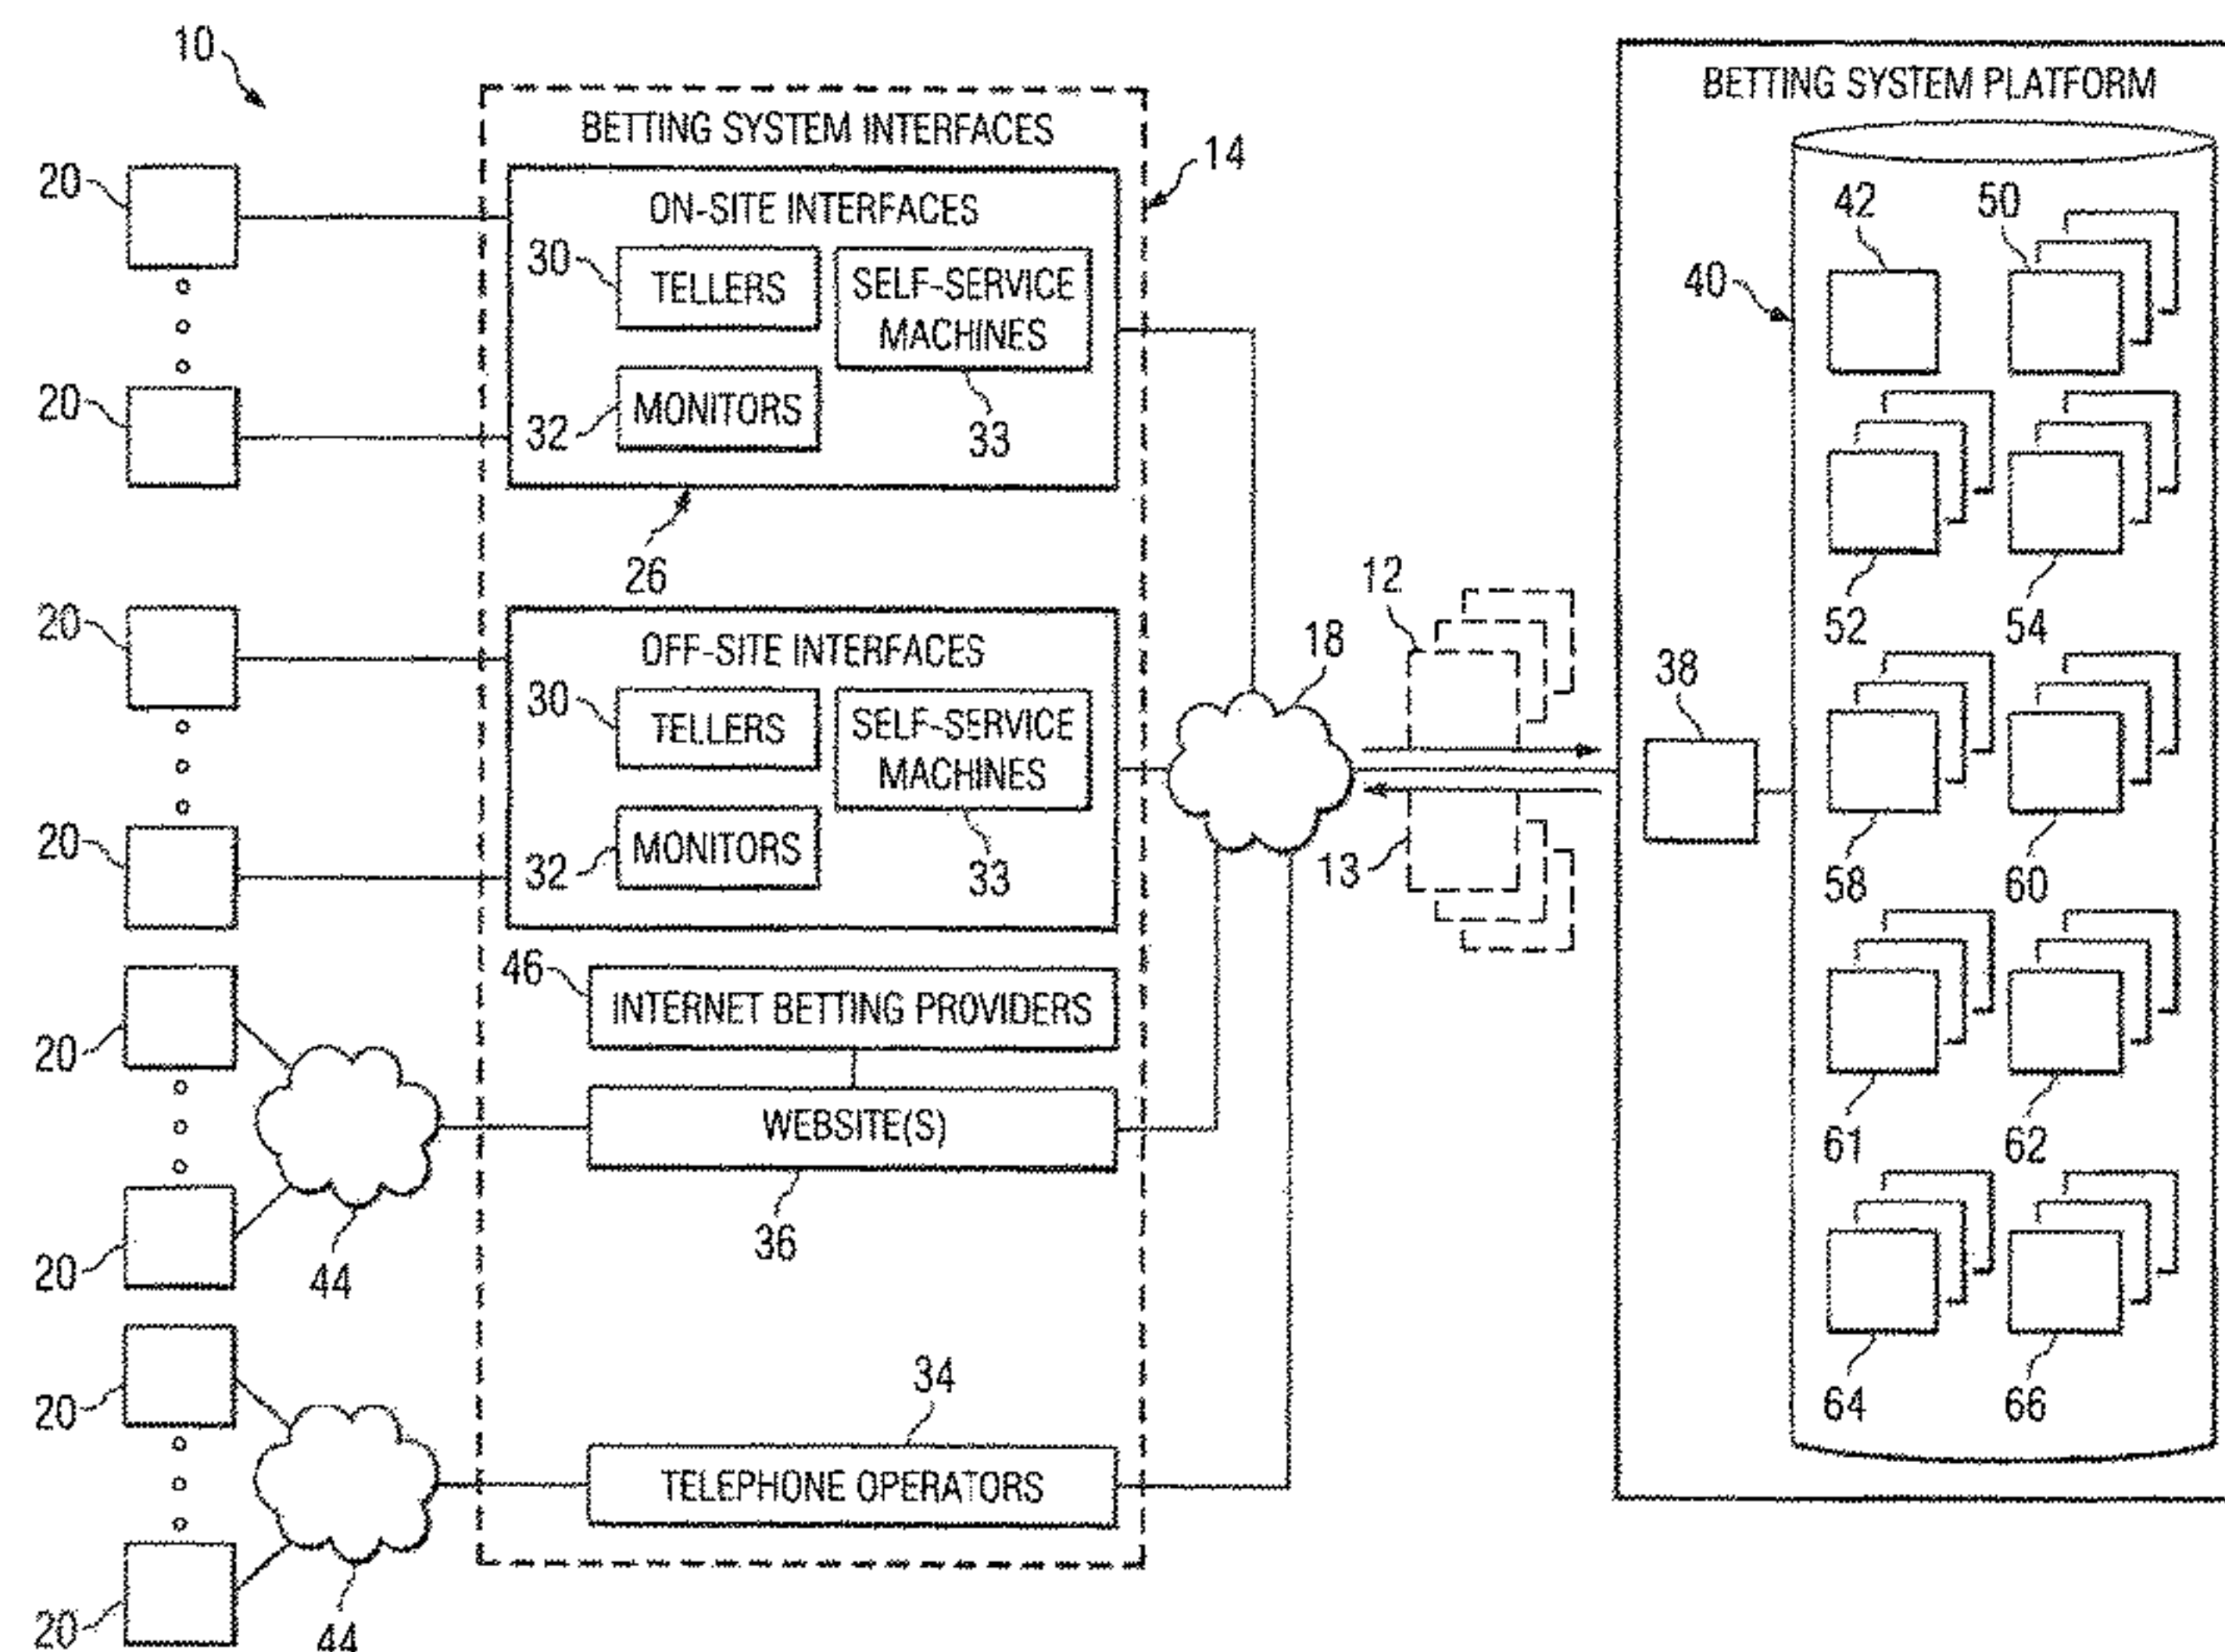 10
BETTING SYSTEM INTERFACES
14
20
ON-SITE INTERFACES
30
TELLERS
SELF-SERVICE
MACHINES
20
32
MONITORS
33
26
20
OFF-SITE INTERFACES
30
TELLERS
SELF-SERVICE
MACHINES
20
32
MONITORS
33
46
INTERNET BETTING PROVIDERS
20
WEBSITE(S)
36
20
44
34
20
TELEPHONE OPERATORS
20
44
18
12
13
BETTING SYSTEM PLATFORM
38
40
42
50
52
54
58
60
61
62
64
66